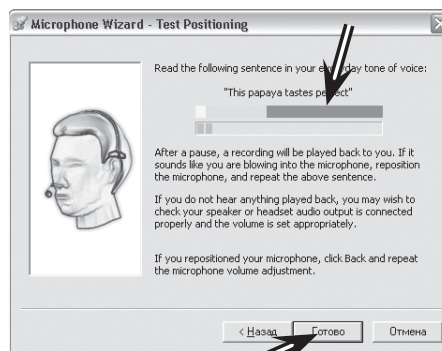 Microphone Wizard - Test Positioning
Read the following sentence in your everyday tone of voice:
"This papaya tastes perfect"
After a pause, a recording will be played back to you. If it
sounds like you are blowing into the microphone, reposition
the microphone, and repeat the above sentence.
If you do not hear anything played back, you may wish to
check your speaker or headset audio output is connected
properly and the volume is set appropriately.
If you repositioned your microphone, click Back and repeat
the microphone volume adjustment.
< Назад Готово Отмена